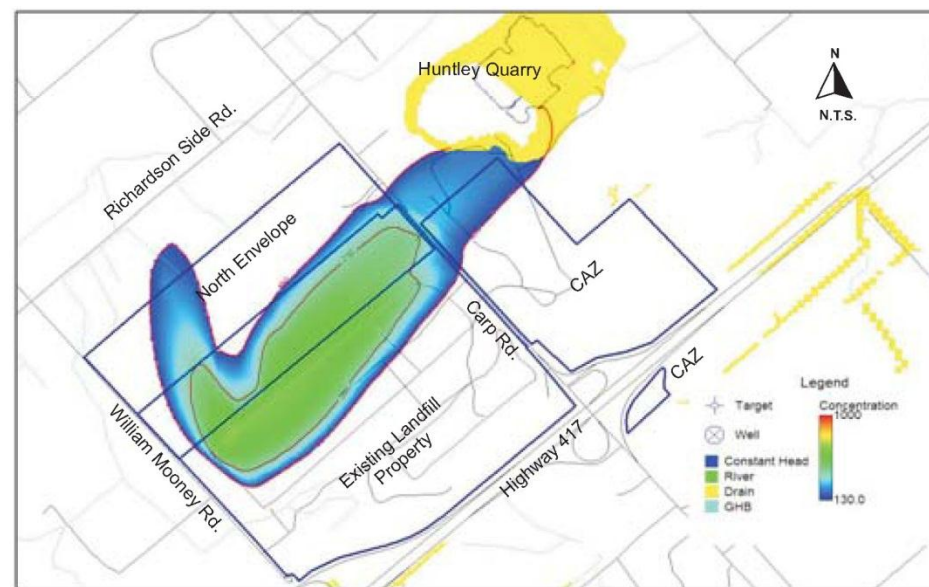 Huntley Quarry
N
N.T.S.
Richardson Side Rd.
North Envelope
CAZ
Carp Rd.
CAZ
William Mooney Rd.
Existing Landfill
Property
Highway 417
Legend
Target
Well
Constant Head
River
Drain
GHB
Concentration
1000
130.0